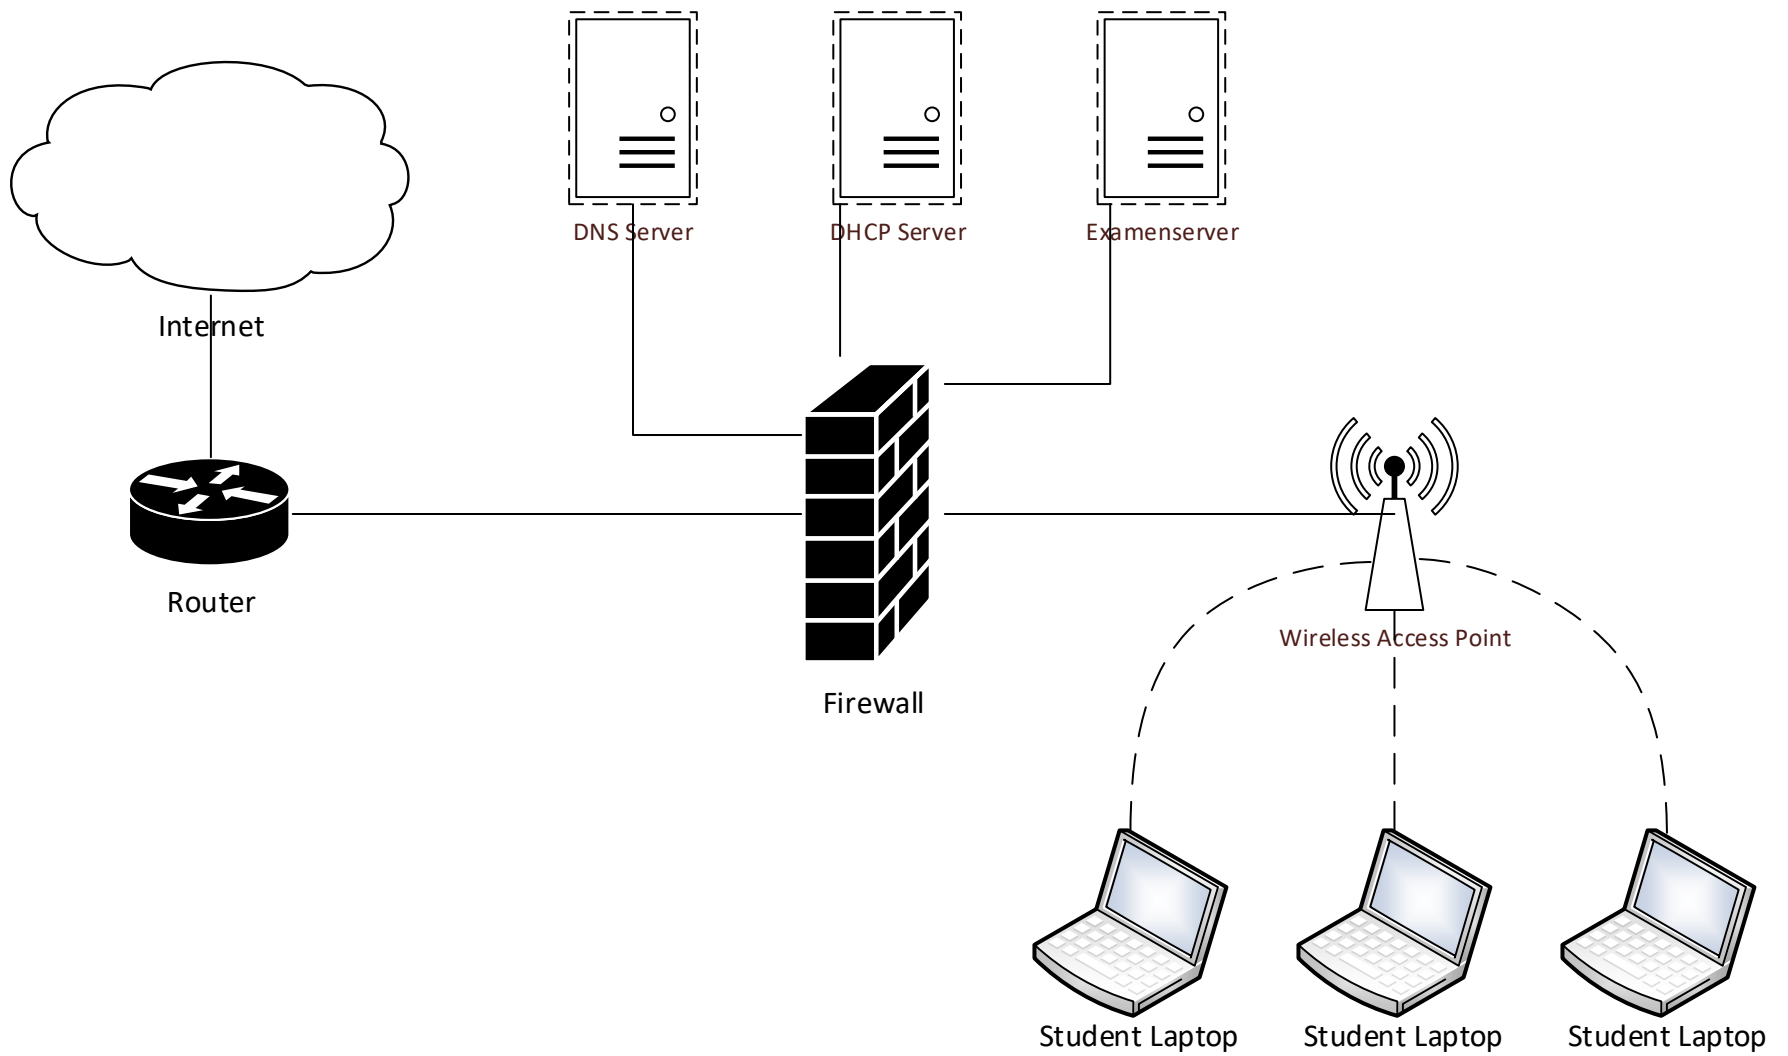 DNS Server
DHCP Server
Examenserver
Internet
Router
Wireless Access Point
Firewall
Student Laptop
Student Laptop
Student Laptop